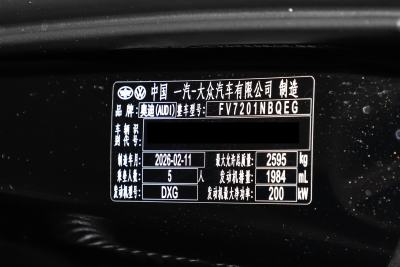 中国 一汽-大众汽车有限公司 制造
品牌 奥迪(AUDI) 整车型号 FV7201NBQEG
车辆识别代号:
制造年月: 2026-02-11 最大允许总质量: 2595 kg
乘坐人数: 5 人 发动机排量: 1984 mL
发动机型号: DXG 发动机最大净功率: 200 kW